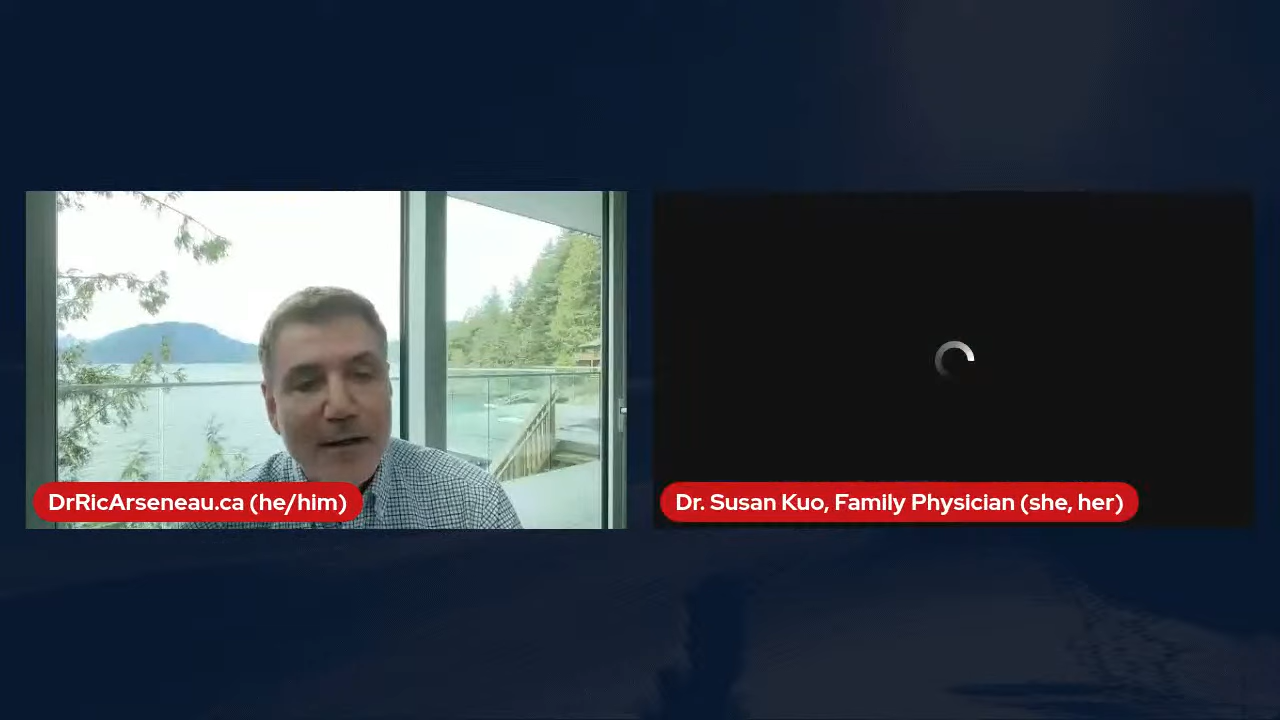 DrRicArseneau.ca (he/him)
Dr. Susan Kuo, Family Physician (she, her)